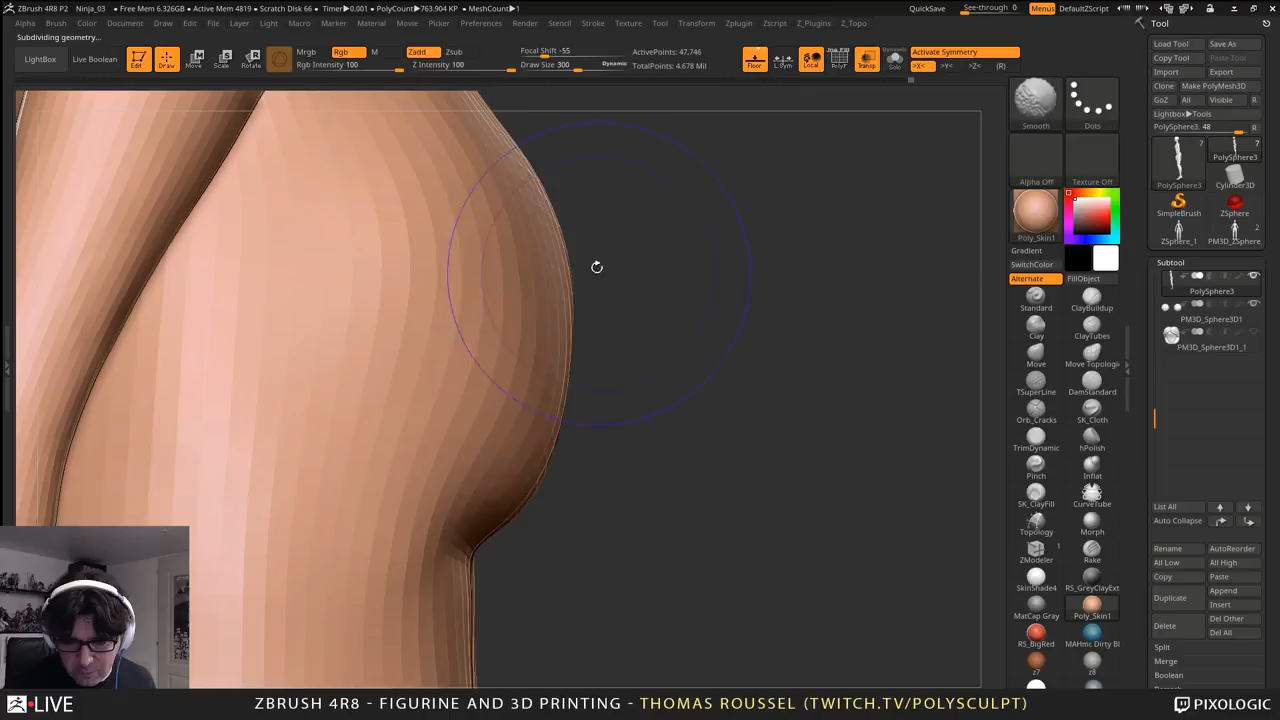 ZBrush 4R8 P2   Ninja_03   • Free Mem 6.326GB • Active Mem 4819 • Scratch Disk 66 • Timer▶0.001 • PolyCount▶763.904 KP • MeshCount▶1
QuickSave See-through 0 Menus DefaultZScript
Alpha Brush Color Document Draw Edit File Layer Light Macro Marker Material Movie Picker Preferences Render Stencil Stroke Texture Tool Transform Zplugin Zscript Z_Plugins Z_Topo
Tool
Subdividing geometry...
LightBox Live Boolean Edit Draw Move Scale Rotate
Mrgb Rgb M Zadd Zsub
Rgb Intensity 100 Z Intensity 100
Focal Shift -55
Draw Size 300 Dynamic
ActivePoints: 47,746
TotalPoints: 4.678 Mil
Floor L.Sym Local PolyF Transp
Dynamic
Solo
Activate Symmetry
>X< >Y< >Z< (R)
Load Tool Save As
Copy Tool Paste Tool
Import Export
Clone Make PolyMesh3D
GoZ All Visible R
Lightbox▶Tools
PolySphere3. 48 R
7 7
PolySphere3
PolySphere3 Cylinder3D
SimpleBrush ZSphere
2
ZSphere_1 PM3D_ZSphere
Smooth Dots
Alpha Off Texture Off
Poly_Skin1
Gradient
SwitchColor
Alternate FillObject
Standard ClayBuildup
Clay ClayTubes
Move Move Topologic
TSuperLine DamStandard
Orb_Cracks SK_Cloth
TrimDynamic hPolish
Pinch Inflat
SK_ClayFill CurveTube
Topology Morph
1
ZModeler Rake
SkinShade4 RS_GreyClayExt
MatCap Gray Poly_Skin1
RS_BigRed MAHmc Dirty Bl
z7 z8
Subtool
PolySphere3
PM3D_Sphere3D1
PM3D_Sphere3D1_1
List All
Auto Collapse
Rename AutoReorder
All Low All High
Copy Paste
Duplicate Append
Insert
Delete Del Other
Del All
Split
Merge
Boolean
LIVE
ZBRUSH 4R8 - FIGURINE AND 3D PRINTING - THOMAS ROUSSEL (TWITCH.TV/POLYSCULPT)
PIXOLOGIC